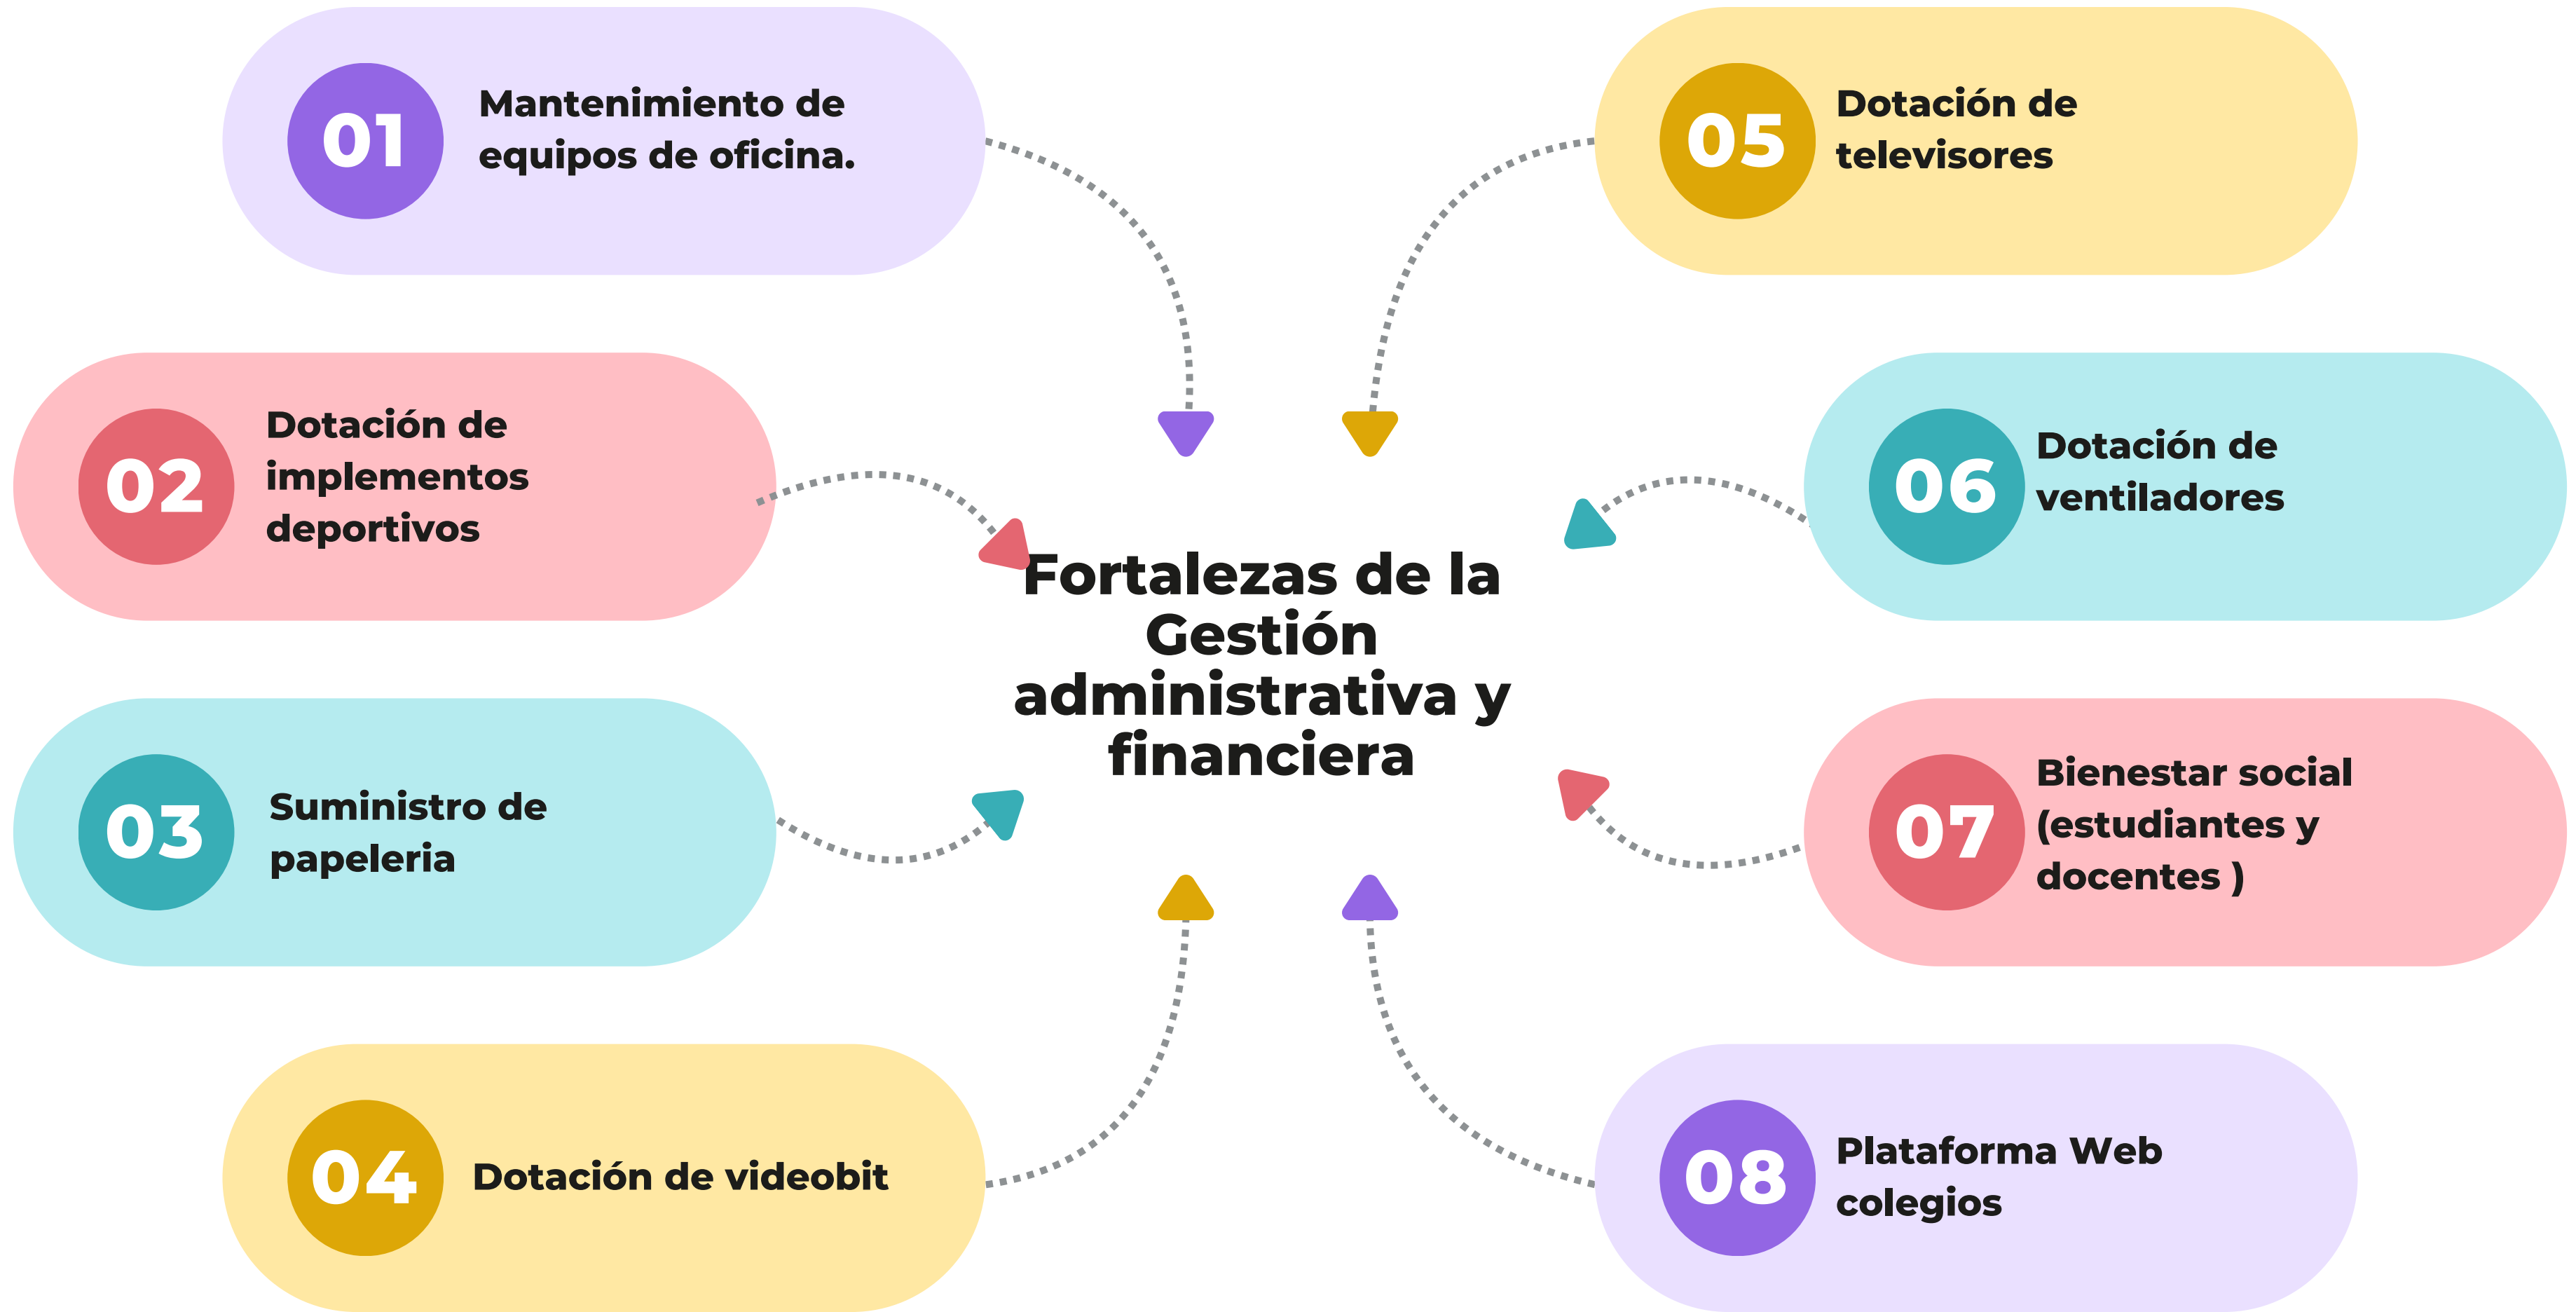 01
Mantenimiento de
equipos de oficina.
02
Dotación de
implementos
deportivos
03
Suministro de
papeleria
04
Dotación de videobit
Fortalezas de la
Gestión
administrativa y
financiera
05
Dotación de
televisores
06
Dotación de
ventiladores
07
Bienestar social
(estudiantes y
docentes )
08
Plataforma Web
colegios